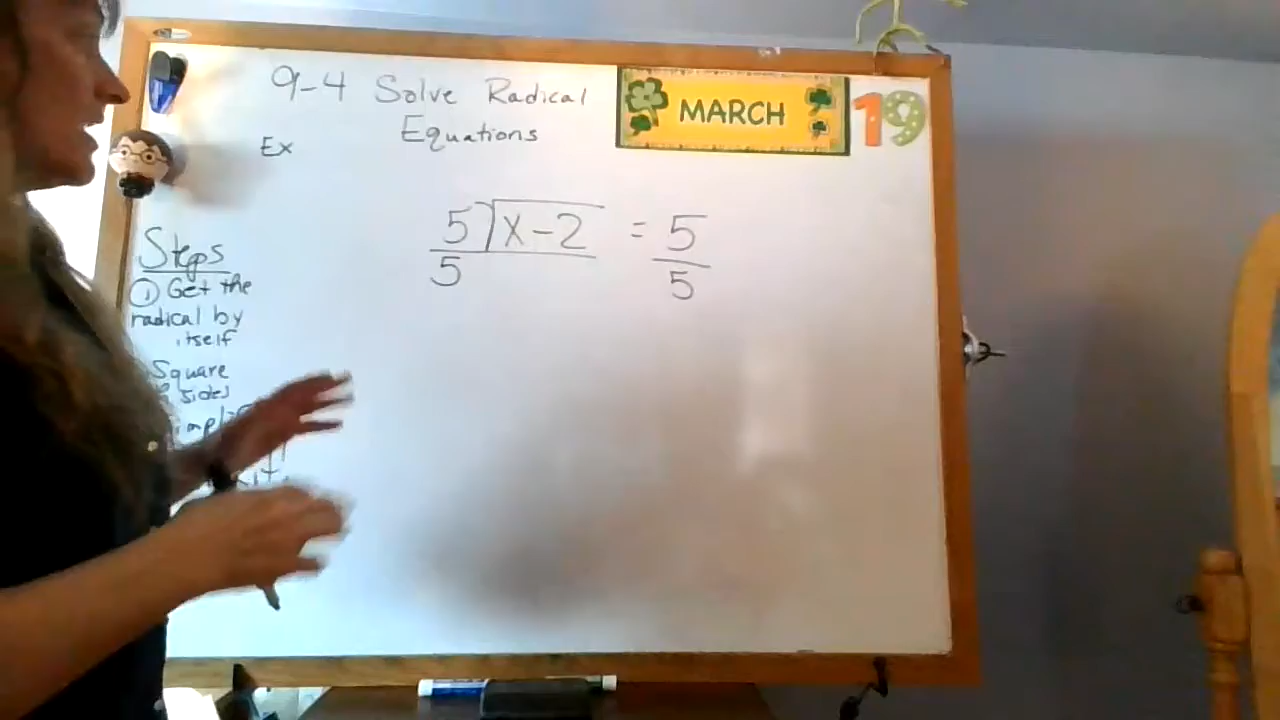 9-4 Solve Radical
Equations
MARCH 19
Ex
5√x-2 = 5
5 5
Steps
① Get the
radical by
itself
Square
sides